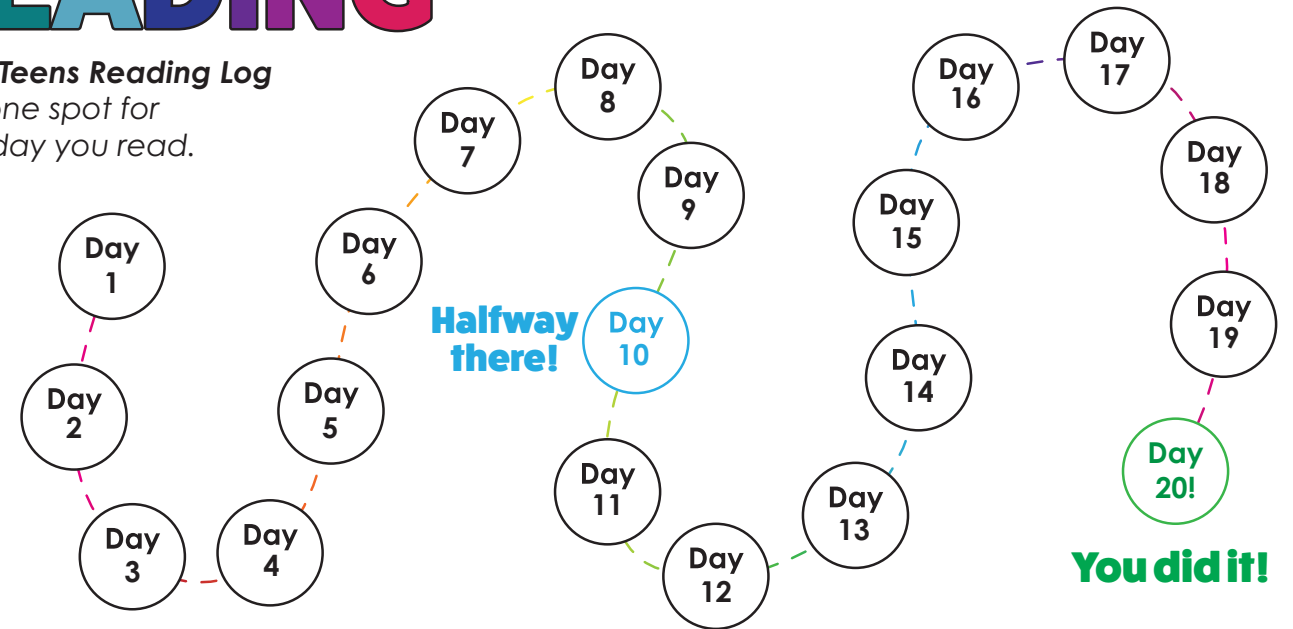 EADING
Teens Reading Log
one spot for
day you read.
Day
1
Day
2
Day
3
Day
4
Day
5
Day
6
Day
7
Day
8
Day
9
Halfway
there!
Day
10
Day
11
Day
12
Day
13
Day
14
Day
15
Day
16
Day
17
Day
18
Day
19
Day
20!
You did it!